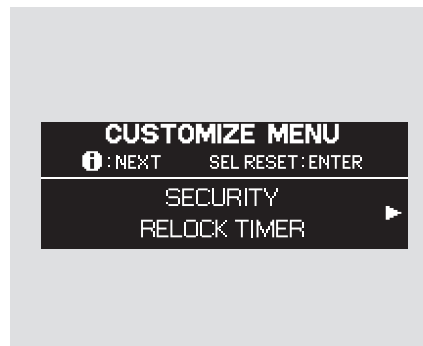 CUSTOMIZE MENU
i : NEXT SEL RESET : ENTER
SECURITY
RELOCK TIMER